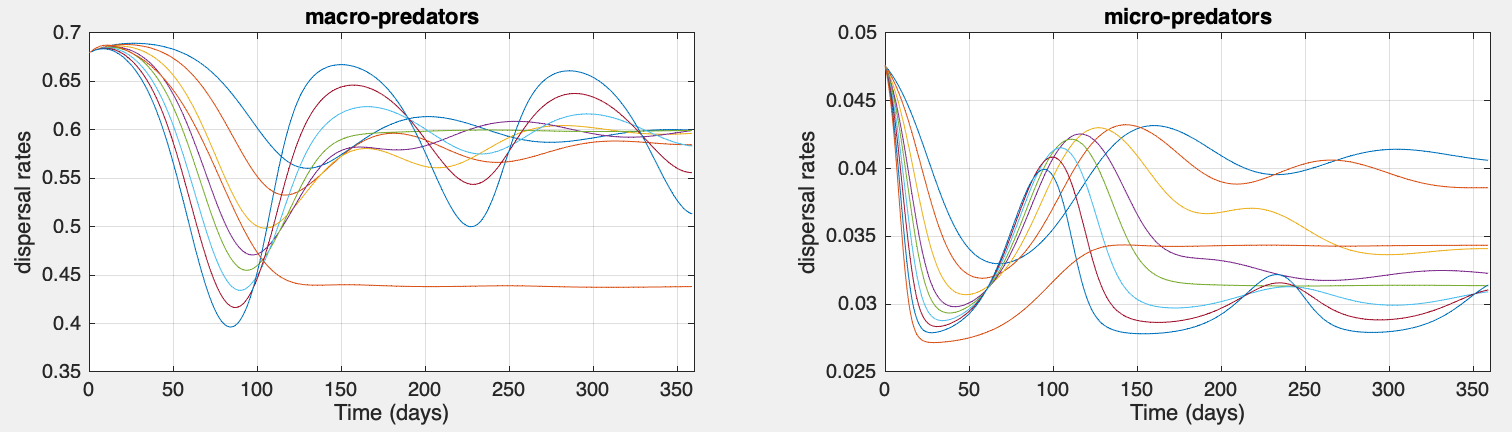 macro-predators
0.7
0.65
0.6
0.55
0.5
0.45
0.4
0.35
dispersal rates
0 50 100 150 200 250 300 350
Time (days)
micro-predators
0.05
0.045
0.04
0.035
0.03
0.025
dispersal rates
0 50 100 150 200 250 300 350
Time (days)